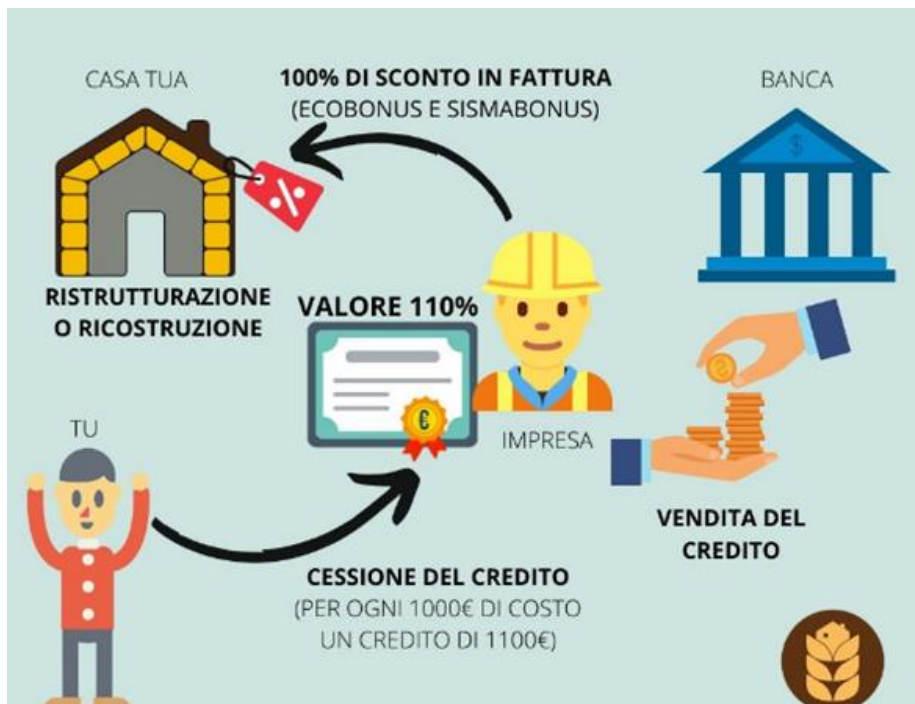 CASA TUA
100% DI SCONTO IN FATTURA
(ECOBONUS E SISMABONUS)
BANCA
$
%
RISTRUTTURAZIONE
O RICOSTRUZIONE
VALORE 110%
€
IMPRESA
$
TU
VENDITA DEL
CREDITO
CESSIONE DEL CREDITO
(PER OGNI 1000€ DI COSTO
UN CREDITO DI 1100€)